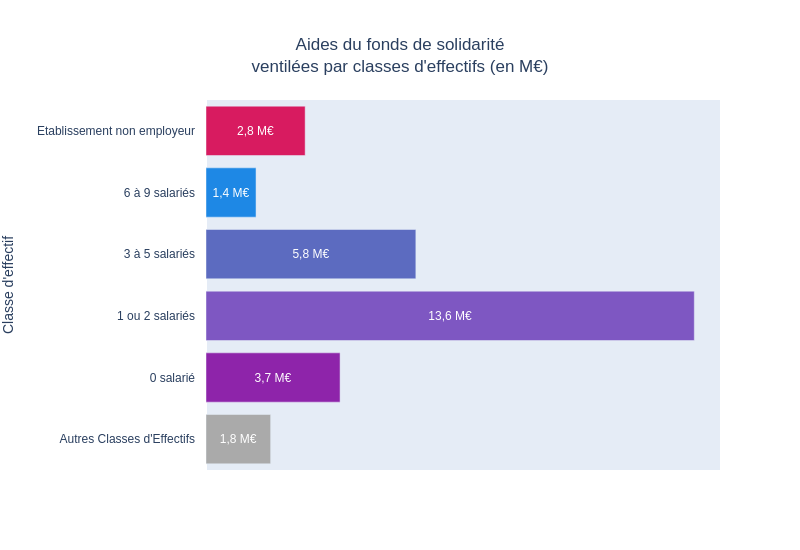 Aides du fonds de solidarité
ventilées par classes d'effectifs (en M€)
Classe d'effectif
Etablissement non employeur
2,8 M€
6 à 9 salariés
1,4 M€
3 à 5 salariés
5,8 M€
1 ou 2 salariés
13,6 M€
0 salarié
3,7 M€
Autres Classes d'Effectifs
1,8 M€